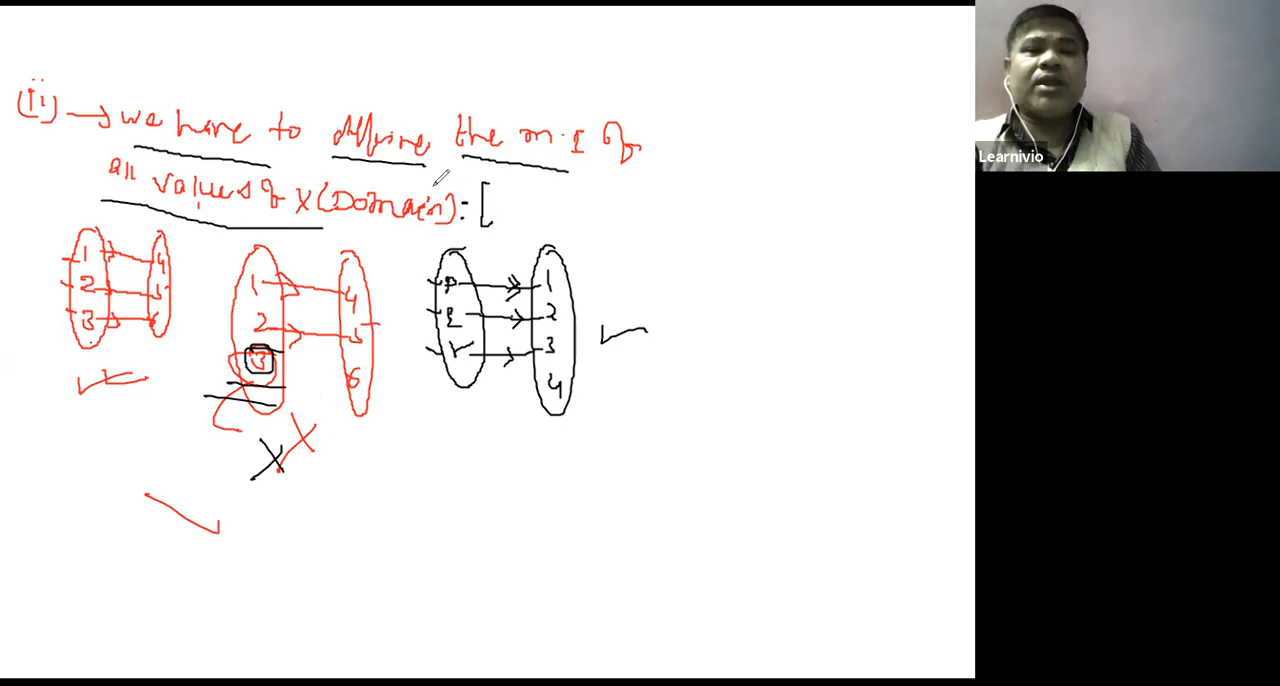 (ii) → we have to define the m.I of
all values of X (Domain) : [
1 4 1 4 P 1
2 5 2 5 q 2
3 6 3 6 r 3
4
Learnivio